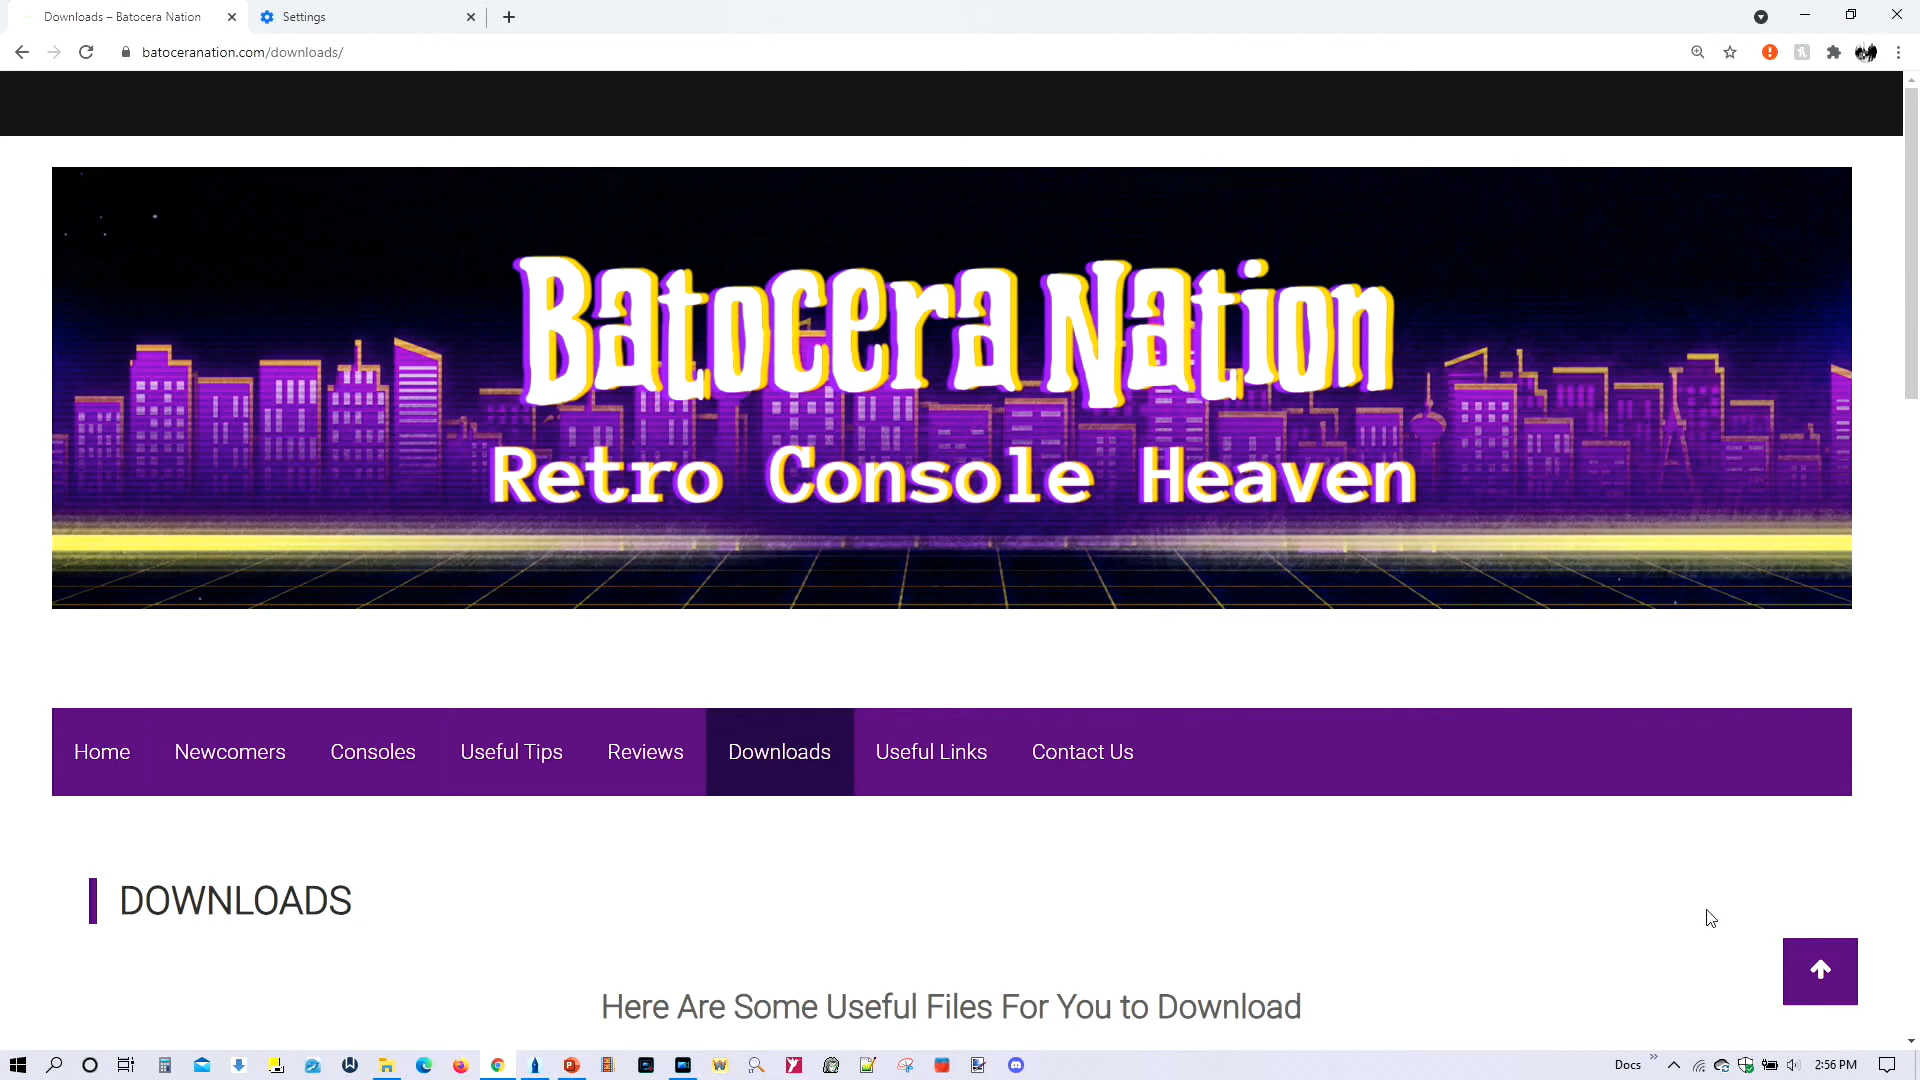 Downloads – Batocera Nation
Settings
batoceranation.com/downloads/
Batocera Nation
Retro Console Heaven
Home
Newcomers
Consoles
Useful Tips
Reviews
Downloads
Useful Links
Contact Us
DOWNLOADS
Here Are Some Useful Files For You to Download
Docs
2:56 PM